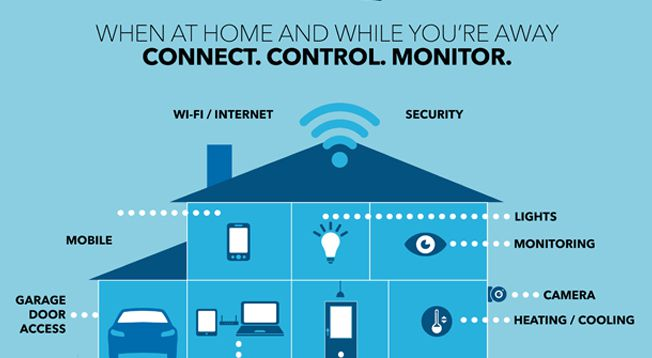 WHEN AT HOME AND WHILE YOU'RE AWAY
CONNECT. CONTROL. MONITOR.
WI-FI / INTERNET
SECURITY
LIGHTS
MOBILE
MONITORING
GARAGE
DOOR
ACCESS
CAMERA
HEATING / COOLING